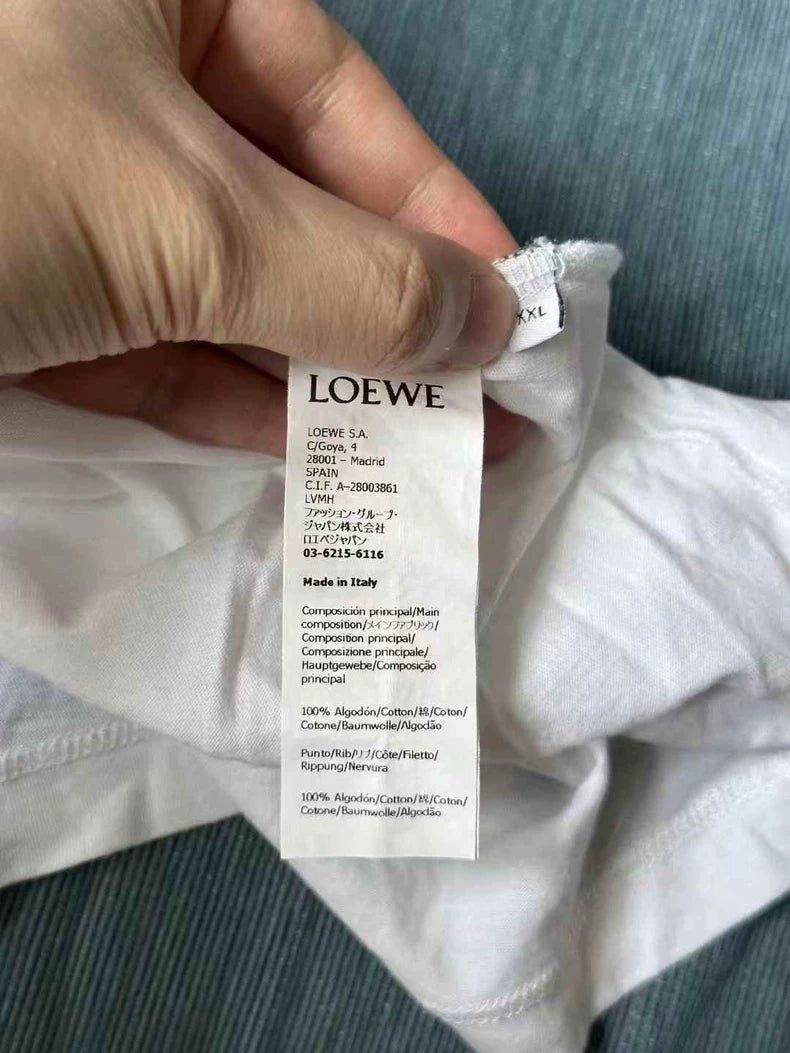 XXL
LOEWE
LOEWE S.A.
C/Goya, 4
28001 – Madrid
SPAIN
C.I.F. A-28003861
LVMH
ファッション・グループ・
ジャパン株式会社
ロエベジャパン
03-6215-6116
Made in Italy
Composición principal/Main
composition/メインファブリック/
Composition principal/
Composizione principale/
Hauptgewebe/Composição
principal
100% Algodón/Cotton/綿/Coton/
Cotone/Baumwolle/Algodão
Punto/Rib/リブ/Côte/Filetto/
Rippung/Nervura
100% Algodón/Cotton/綿/Coton/
Cotone/Baumwolle/Algodão